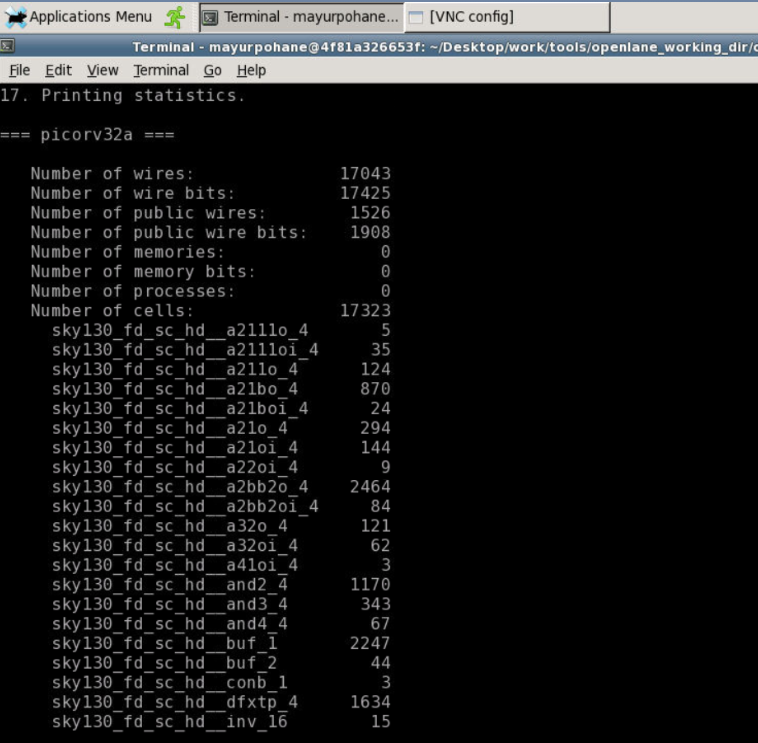 Applications Menu Terminal - mayurpohane... [VNC config]
Terminal - mayurpohane@4f81a326653f: ~/Desktop/work/tools/openlane_working_dir/
File Edit View Terminal Go Help
17. Printing statistics.
=== picorv32a ===
Number of wires: 17043
Number of wire bits: 17425
Number of public wires: 1526
Number of public wire bits: 1908
Number of memories: 0
Number of memory bits: 0
Number of processes: 0
Number of cells: 17323
sky130_fd_sc_hd__a2111o_4 5
sky130_fd_sc_hd__a2111oi_4 35
sky130_fd_sc_hd__a211o_4 124
sky130_fd_sc_hd__a21bo_4 870
sky130_fd_sc_hd__a21boi_4 24
sky130_fd_sc_hd__a21o_4 294
sky130_fd_sc_hd__a21oi_4 144
sky130_fd_sc_hd__a22oi_4 9
sky130_fd_sc_hd__a2bb2o_4 2464
sky130_fd_sc_hd__a2bb2oi_4 84
sky130_fd_sc_hd__a32o_4 121
sky130_fd_sc_hd__a32oi_4 62
sky130_fd_sc_hd__a41oi_4 3
sky130_fd_sc_hd__and2_4 1170
sky130_fd_sc_hd__and3_4 343
sky130_fd_sc_hd__and4_4 67
sky130_fd_sc_hd__buf_1 2247
sky130_fd_sc_hd__buf_2 44
sky130_fd_sc_hd__conb_1 3
sky130_fd_sc_hd__dfxtp_4 1634
sky130_fd_sc_hd__inv_16 15